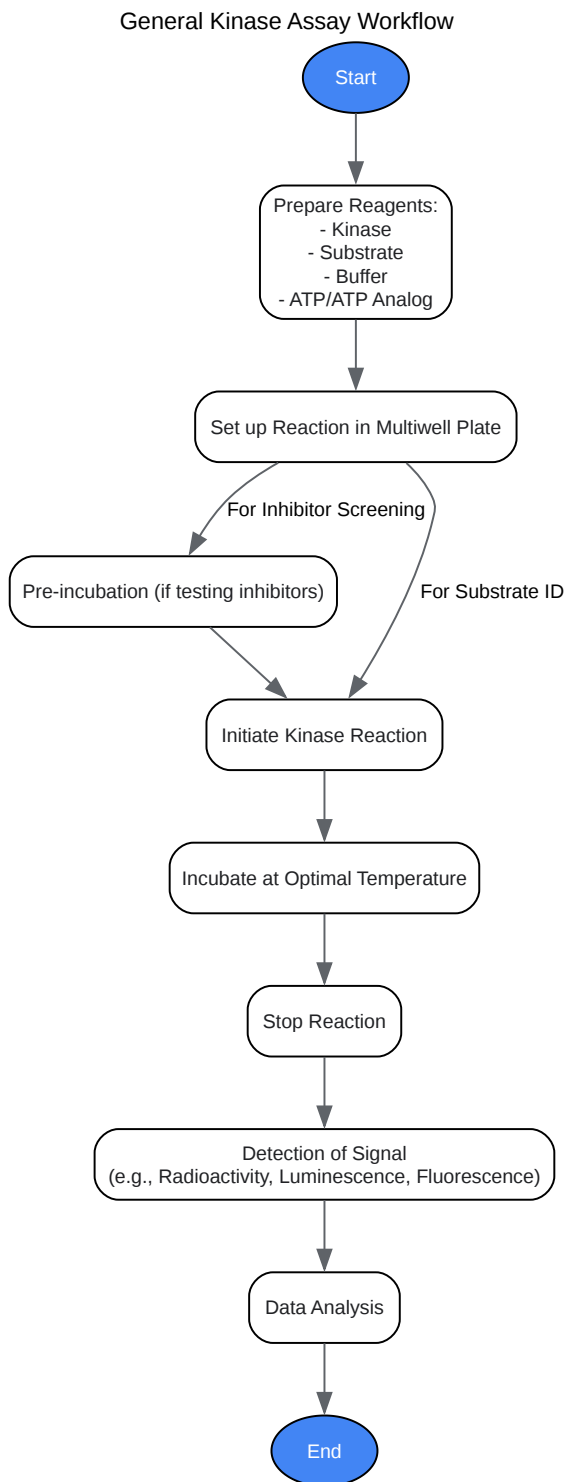 General Kinase Assay Workflow
Start
Prepare Reagents:
- Kinase
- Substrate
- Buffer
- ATP/ATP Analog
Set up Reaction in Multiwell Plate
For Inhibitor Screening
Pre-incubation (if testing inhibitors)
For Substrate ID
Initiate Kinase Reaction
Incubate at Optimal Temperature
Stop Reaction
Detection of Signal
(e.g., Radioactivity, Luminescence, Fluorescence)
Data Analysis
End